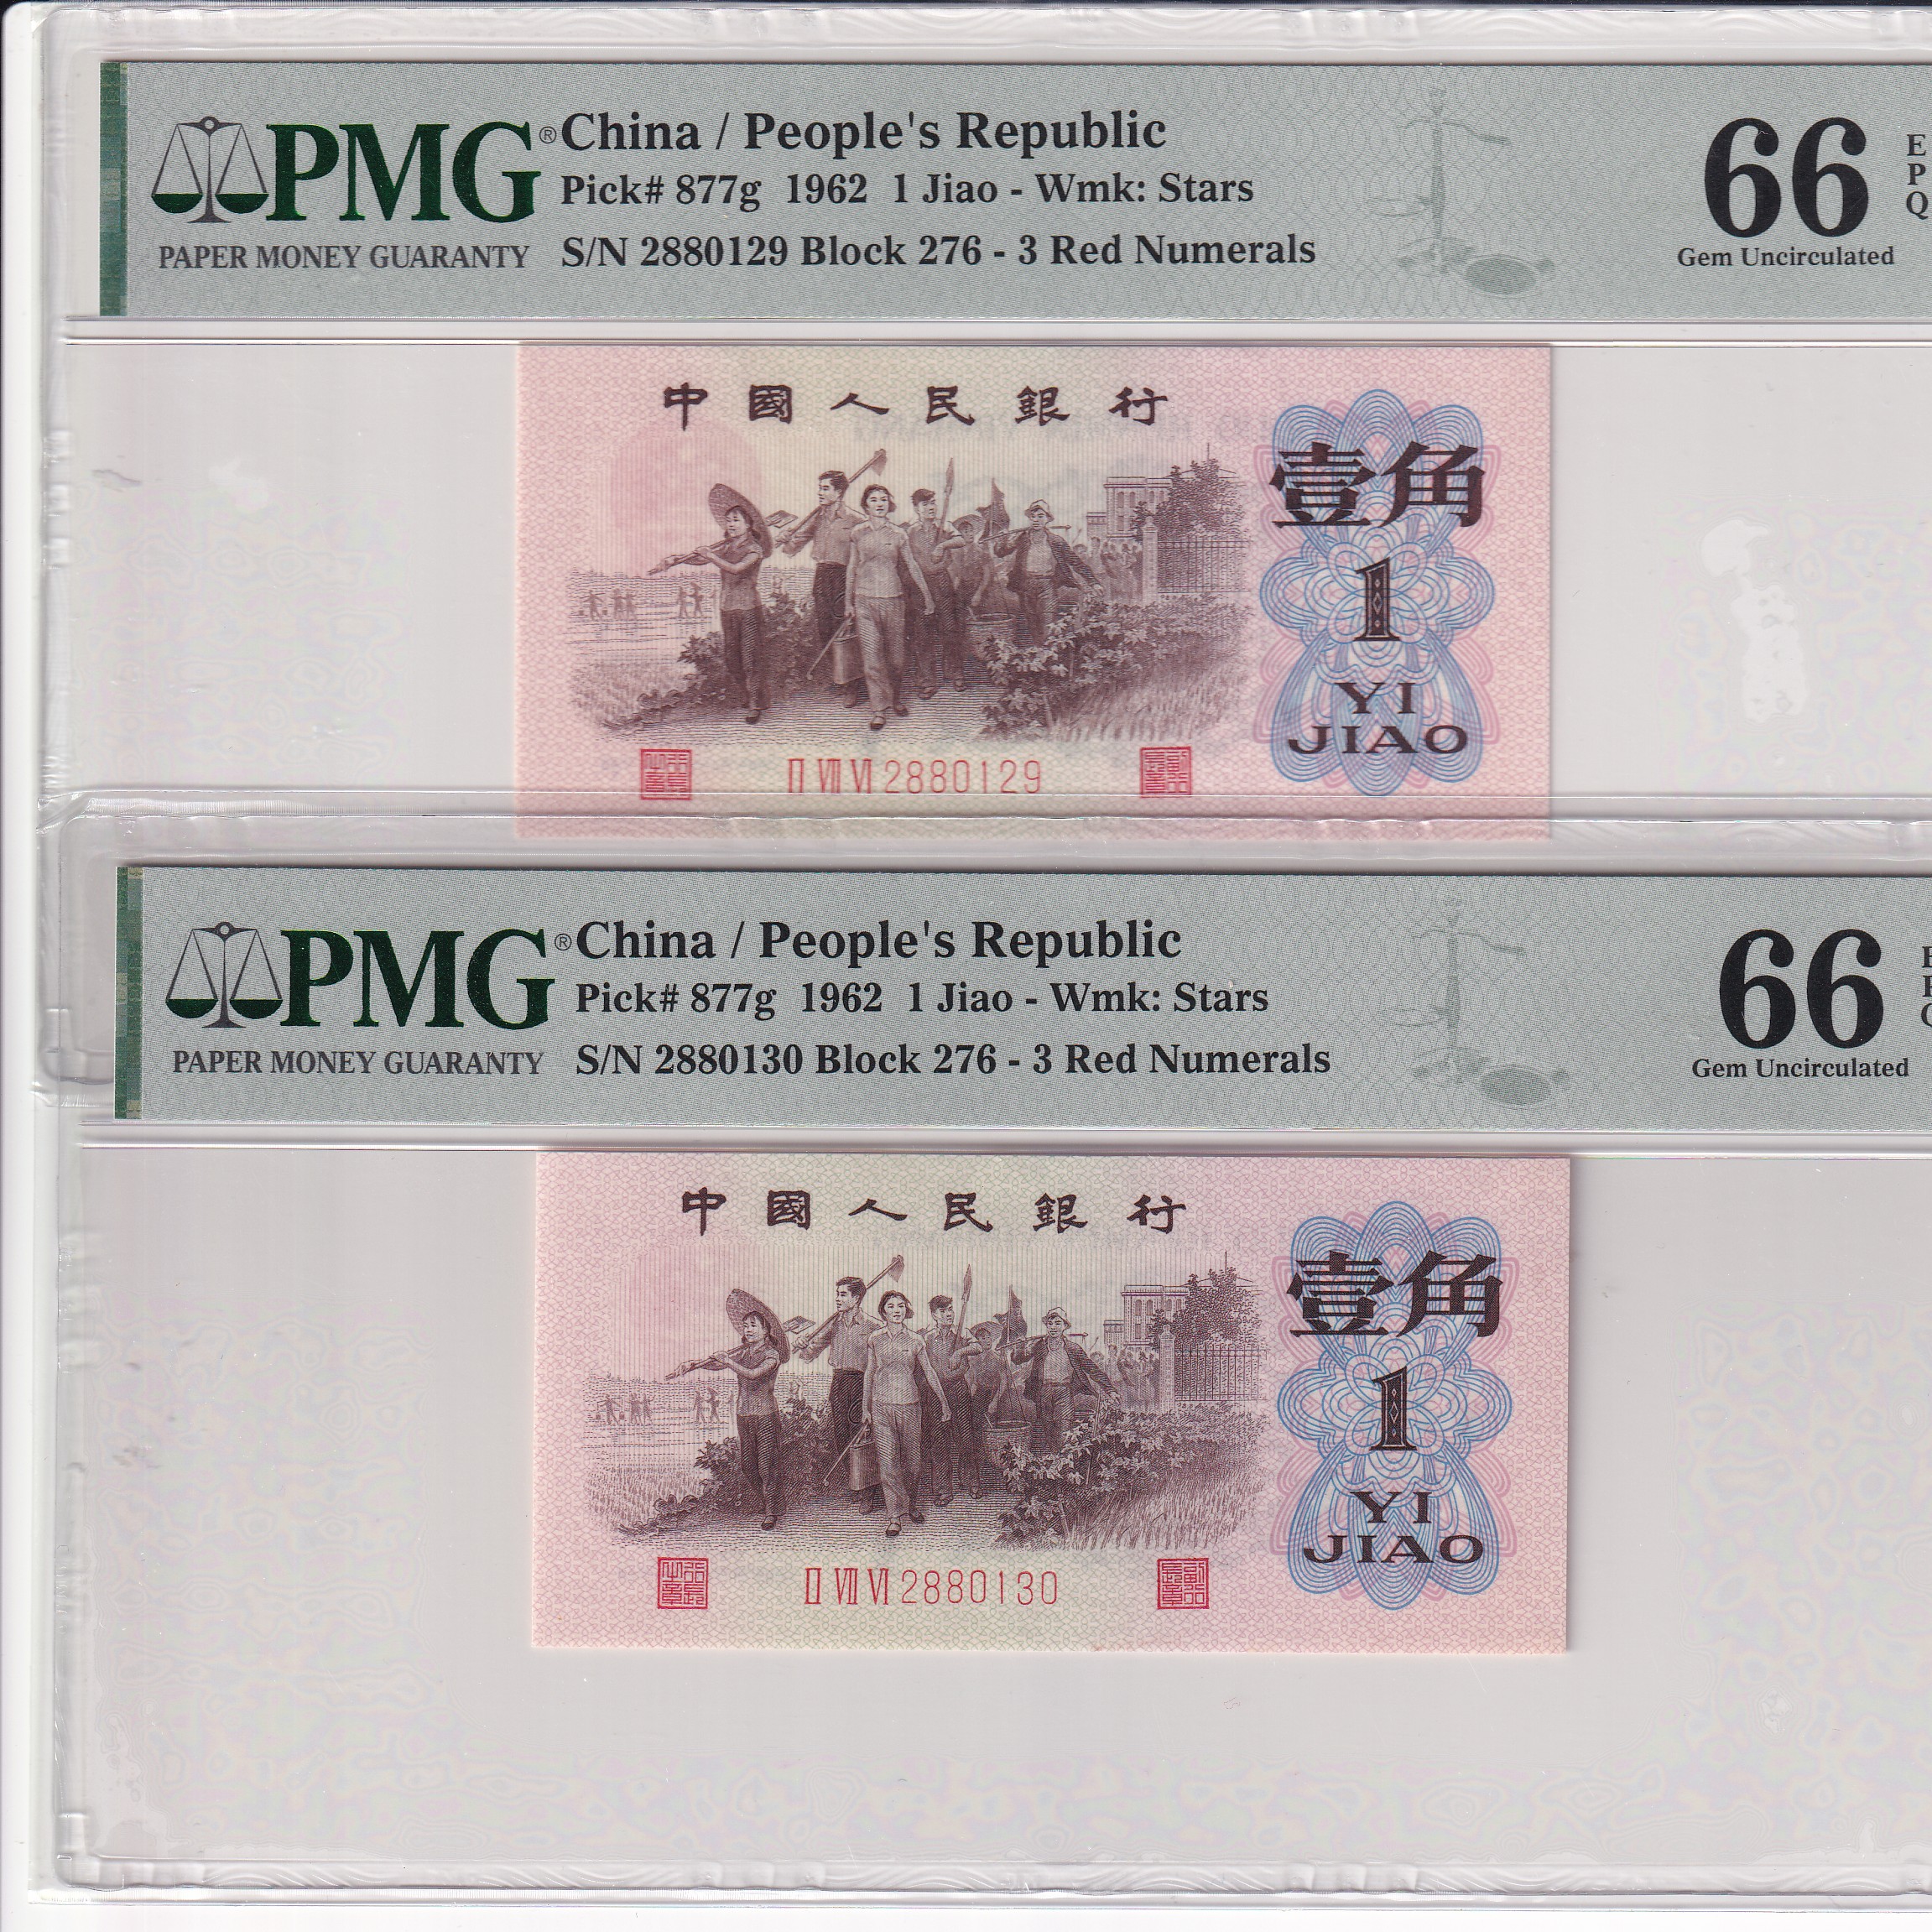 PMG® China / People's Republic
Pick# 877g 1962 1 Jiao - Wmk: Stars
PAPER MONEY GUARANTY S/N 2880129 Block 276 - 3 Red Numerals
66 EPQ
Gem Uncirculated
中國人民銀行
壹角
1
YI
JIAO
II VII VI 2880129
PMG® China / People's Republic
Pick# 877g 1962 1 Jiao - Wmk: Stars
PAPER MONEY GUARANTY S/N 2880130 Block 276 - 3 Red Numerals
66
Gem Uncirculated
中國人民銀行
壹角
1
YI
JIAO
II VII VI 2880130